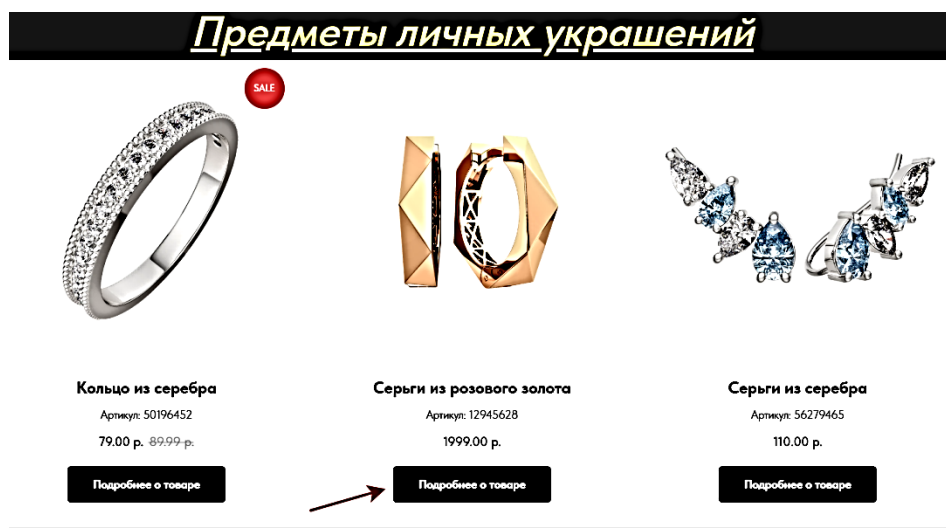 Предметы личных украшений
SALE
Кольцо из серебра
Артикул: 50196452
79.00 р. 89.99 р.
Подробнее о товаре
Серьги из розового золота
Артикул: 12945628
1999.00 р.
Подробнее о товаре
Серьги из серебра
Артикул: 56279465
110.00 р.
Подробнее о товаре